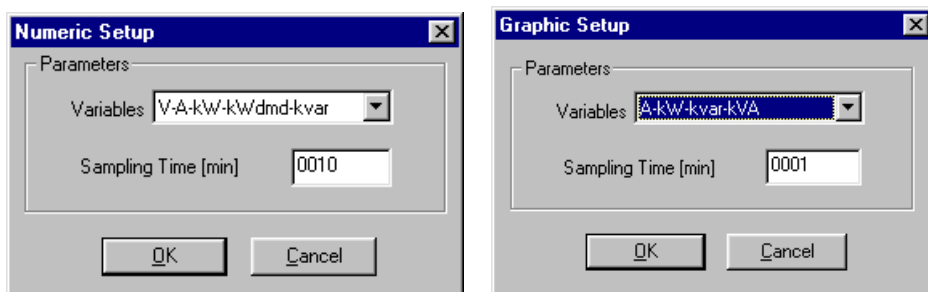 Numeric Setup
Parameters
Variables V-A-kW-kWdmd-kvar
Sampling Time [min] 0010
OK Cancel
Graphic Setup
Parameters
Variables A-kW-kvar-kVA
Sampling Time [min] 0001
OK Cancel